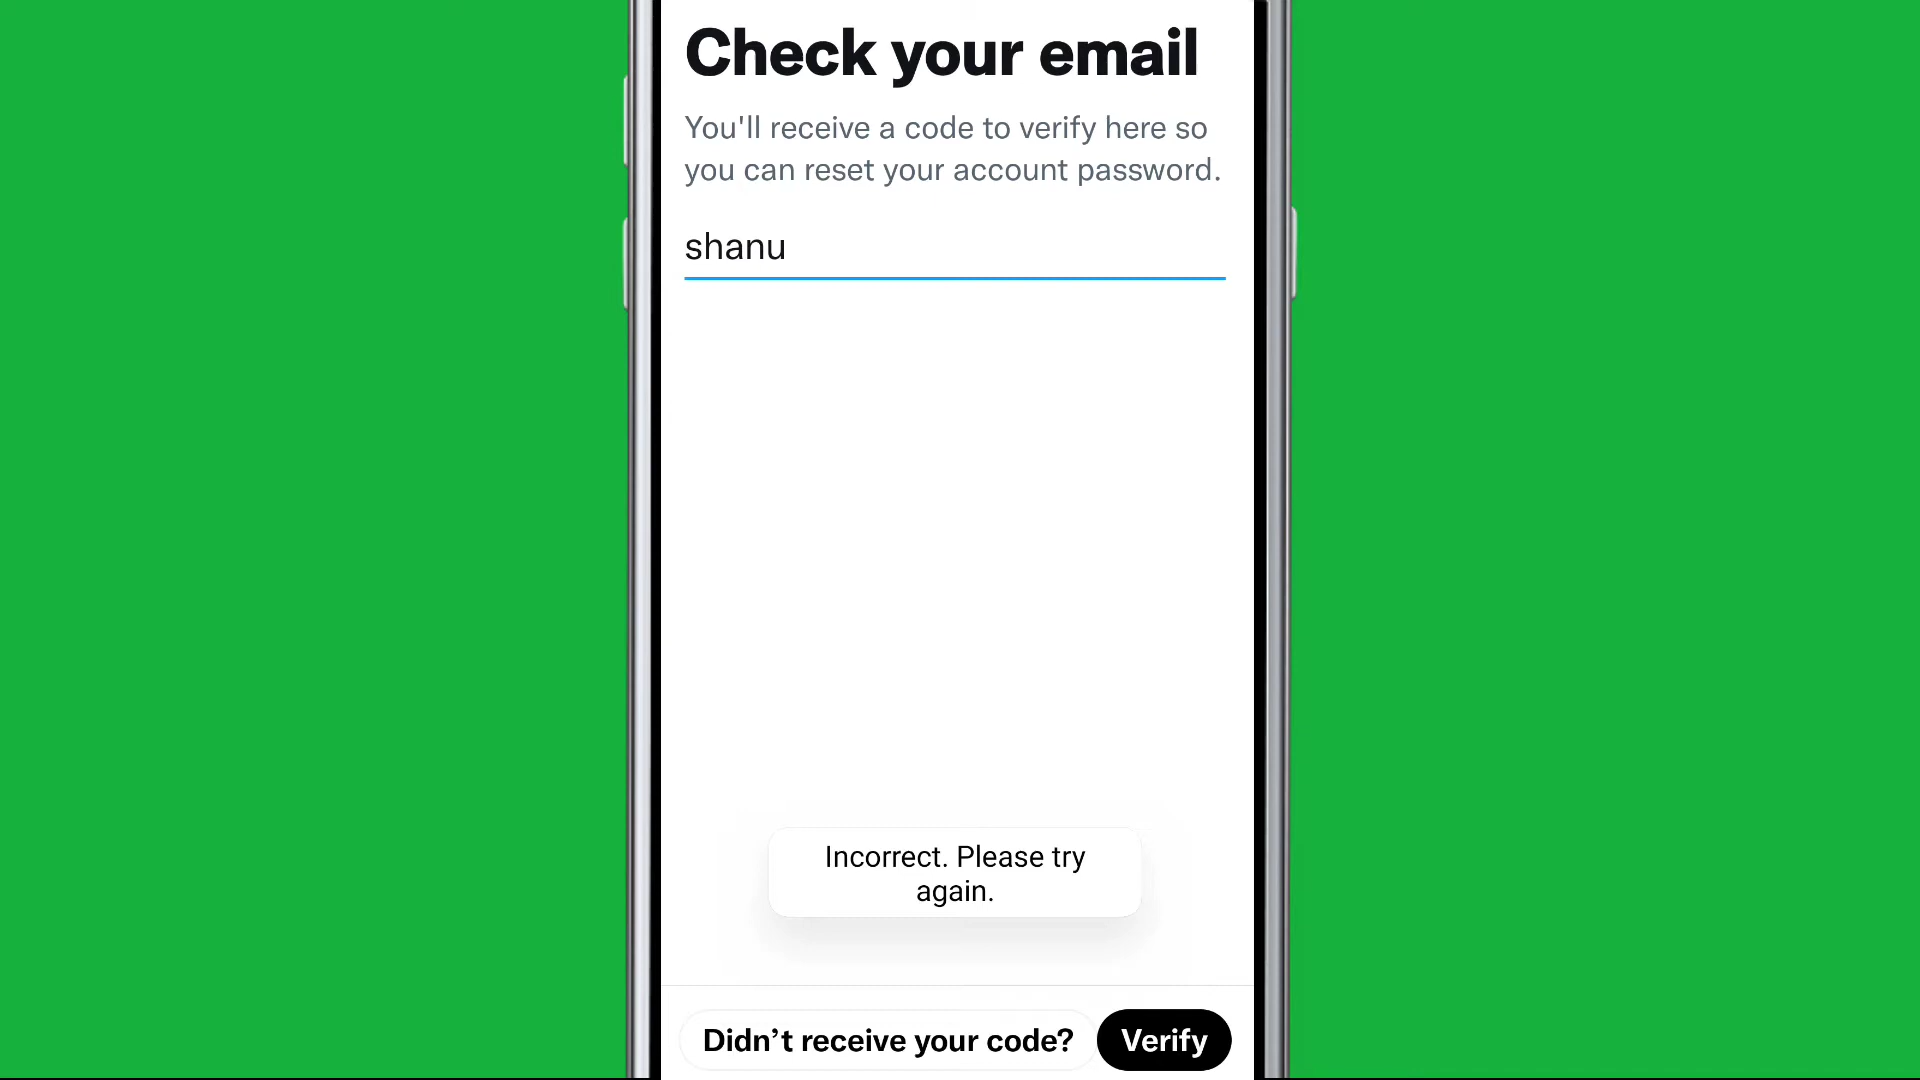 Check your email
You'll receive a code to verify here so
you can reset your account password.
shanu
Incorrect. Please try
again.
Didn’t receive your code?
Verify